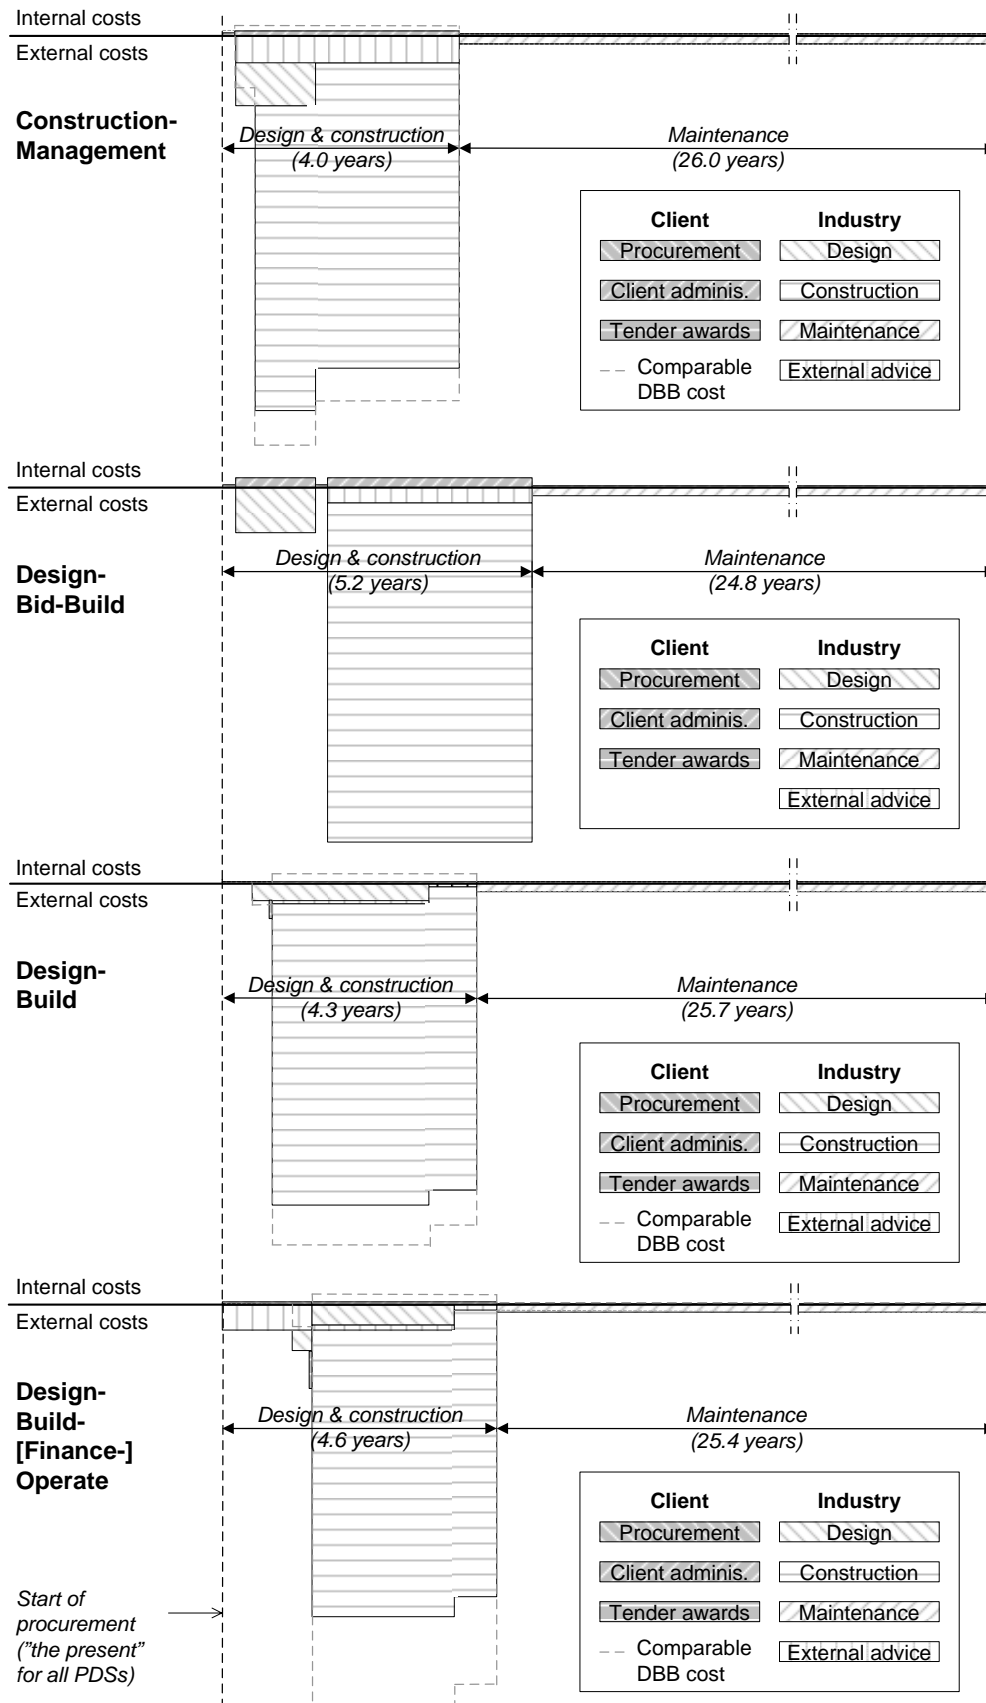 Internal costs
External costs
Construction-
Management
Design & construction
(4.0 years)
Maintenance
(26.0 years)
Client
Industry
Procurement
Design
Client adminis.
Construction
Tender awards
Maintenance
Comparable
DBB cost
External advice
Internal costs
External costs
Design-
Bid-Build
Design & construction
(5.2 years)
Maintenance
(24.8 years)
Client
Industry
Procurement
Design
Client adminis.
Construction
Tender awards
Maintenance
External advice
Internal costs
External costs
Design-
Build
Design & construction
(4.3 years)
Maintenance
(25.7 years)
Client
Industry
Procurement
Design
Client adminis.
Construction
Tender awards
Maintenance
Comparable
DBB cost
External advice
Internal costs
External costs
Design-
Build-
[Finance-]
Operate
Design & construction
(4.6 years)
Maintenance
(25.4 years)
Client
Industry
Procurement
Design
Client adminis.
Construction
Tender awards
Maintenance
Comparable
DBB cost
External advice
Start of
procurement
("the present"
for all PDSs)